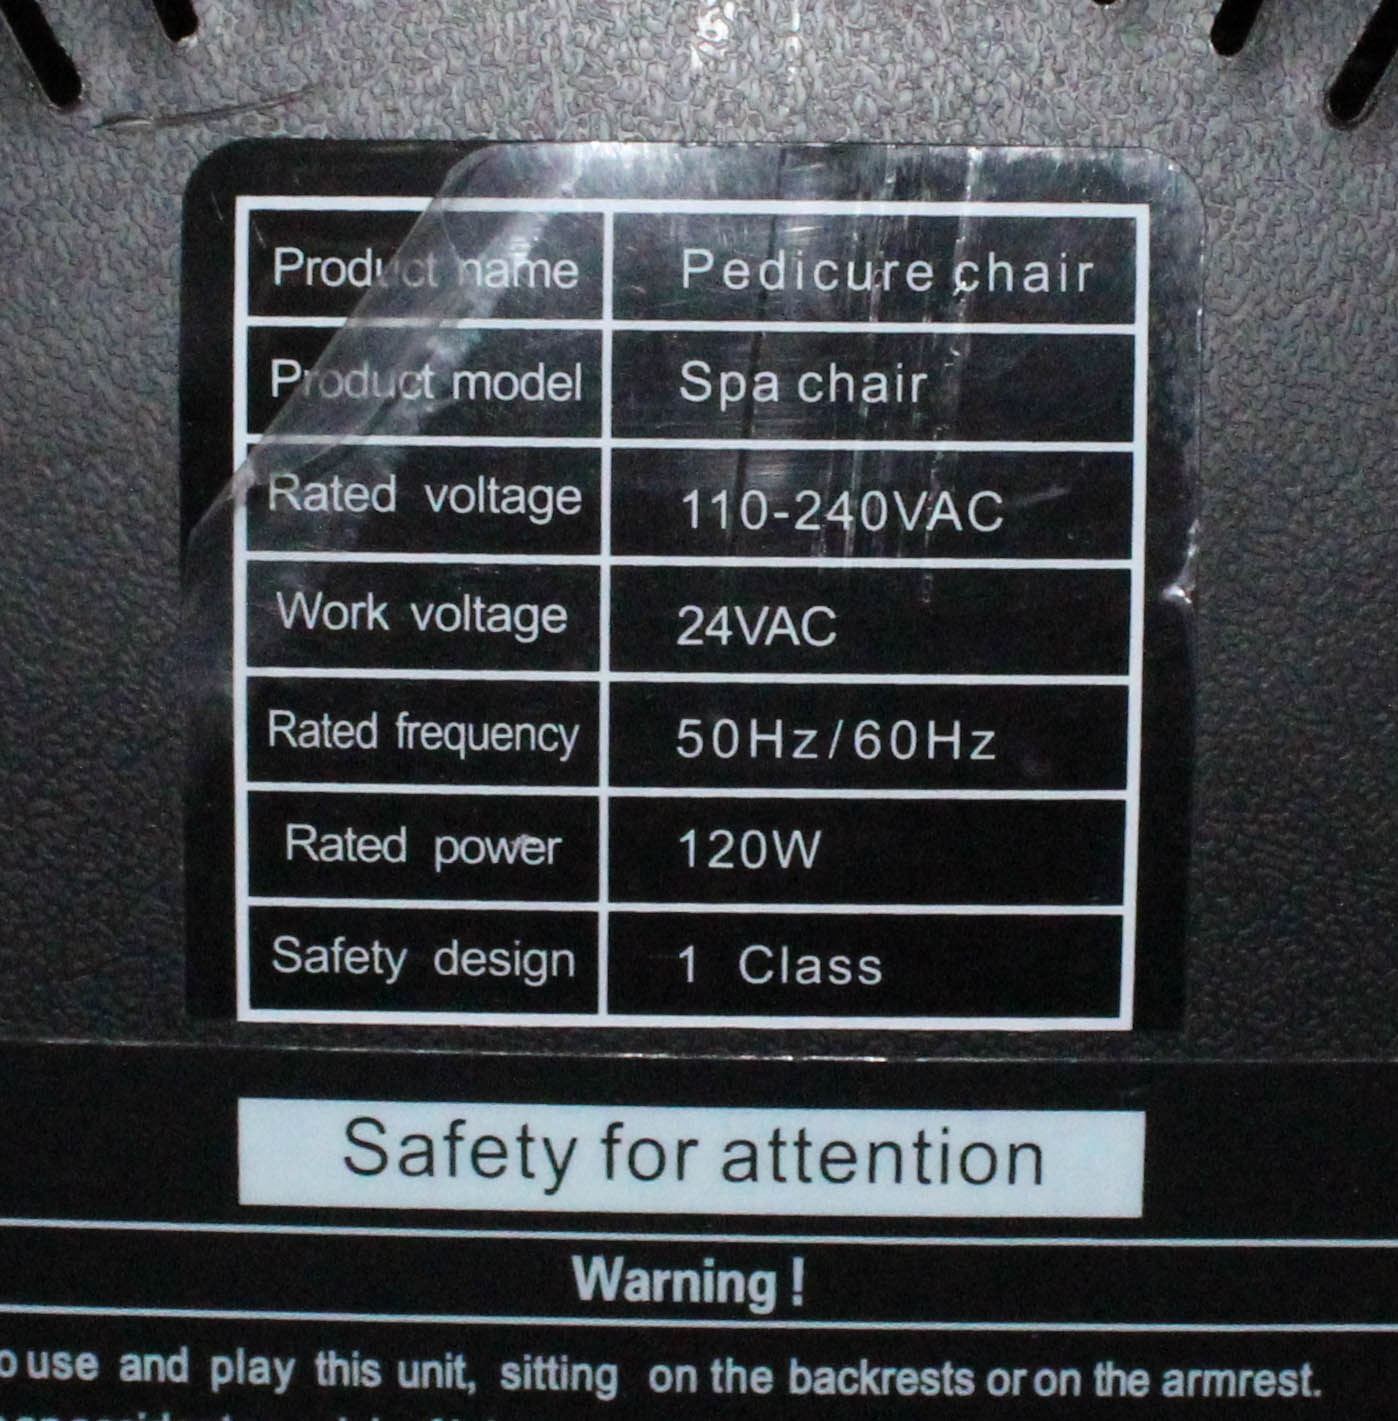 Product name Pedicure chair
Product model Spa chair
Rated voltage 110-240VAC
Work voltage 24VAC
Rated frequency 50Hz/60Hz
Rated power 120W
Safety design 1 Class
Safety for attention
Warning !
use and play this unit, sitting on the backrests or on the armrest.